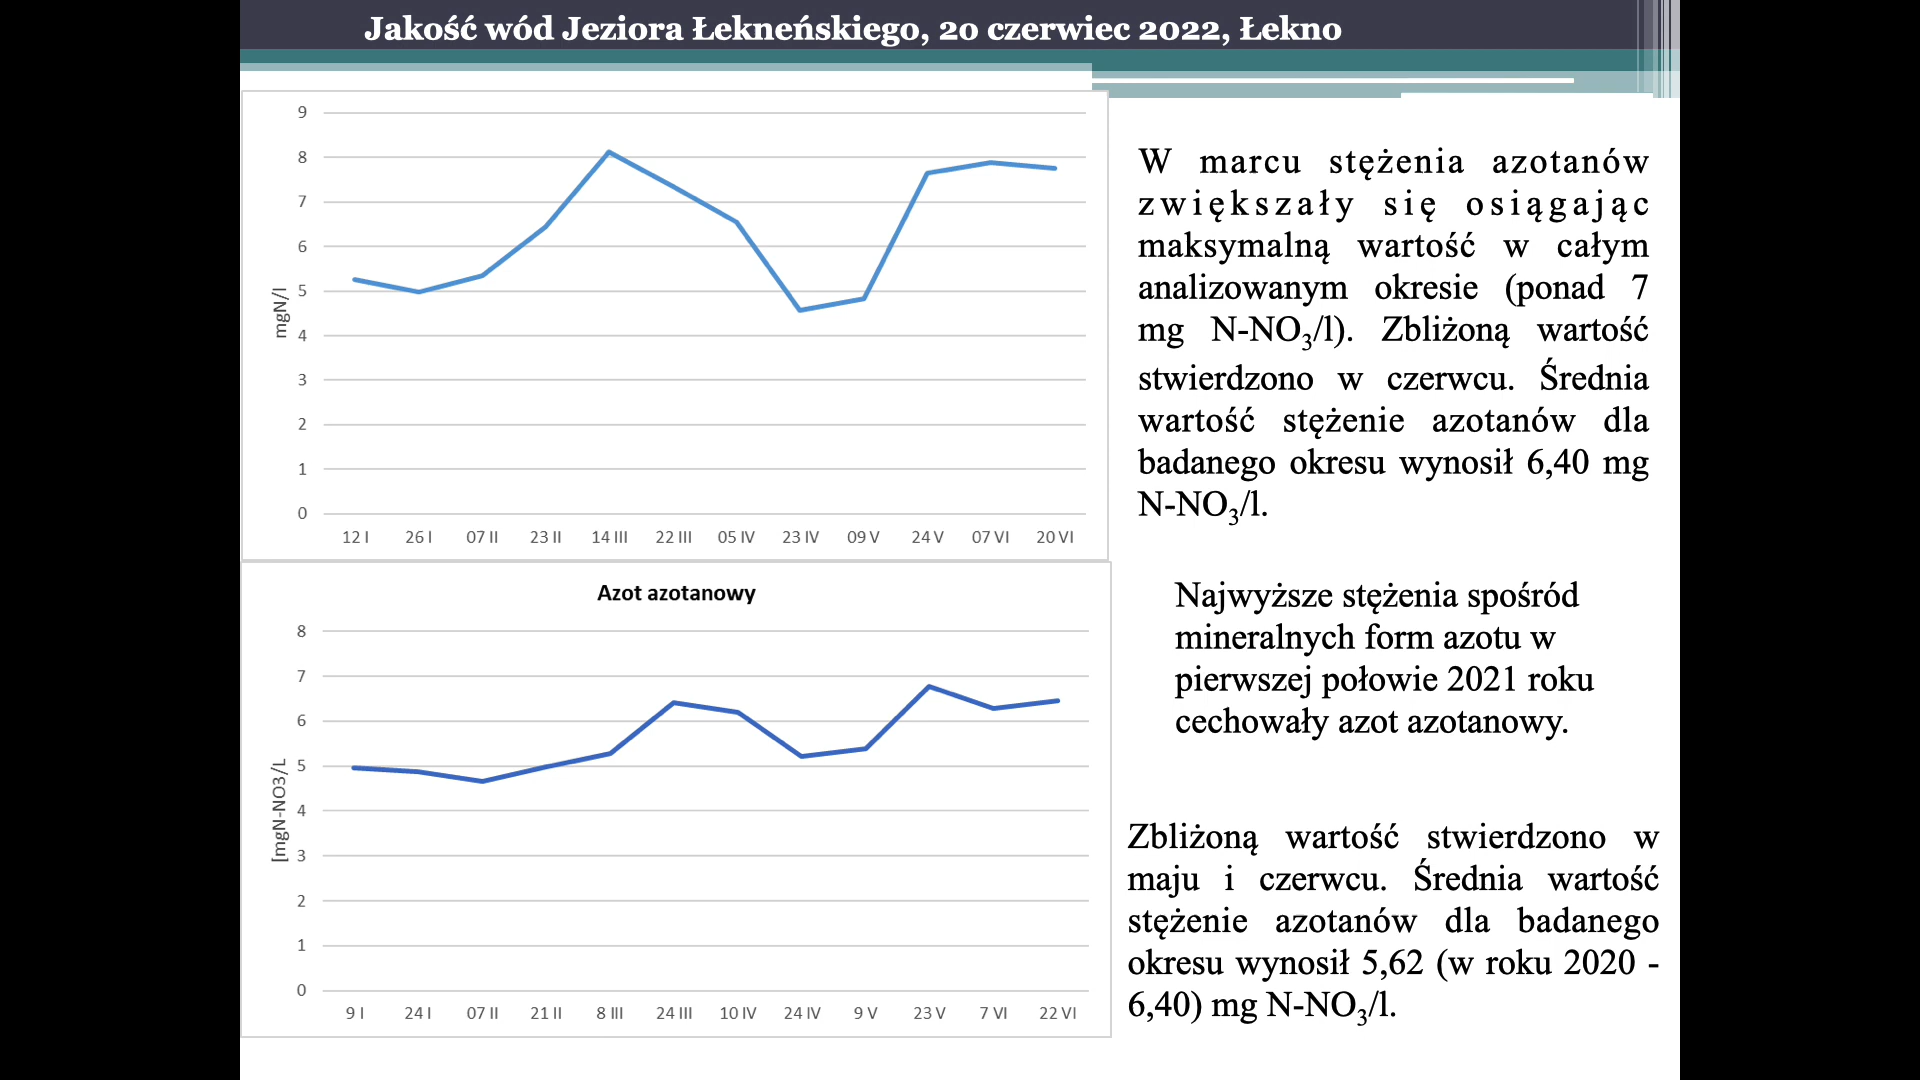 Jakość wód Jeziora Łekneńskiego, 20 czerwiec 2022, Łekno
9
8
7
6
5
4
3
2
1
0
mgN/l
12 I 26 I 07 II 23 II 14 III 22 III 05 IV 23 IV 09 V 24 V 07 VI 20 VI
W marcu stężenia azotanów
zwiększały się osiągając
maksymalną wartość w całym
analizowanym okresie (ponad 7
mg N-NO₃/l). Zbliżoną wartość
stwierdzono w czerwcu. Średnia
wartość stężenie azotanów dla
badanego okresu wynosił 6,40 mg
N-NO₃/l.
Azot azotanowy
8
7
6
5
4
3
2
1
0
[mgN-NO3/L
9 I 24 I 07 II 21 II 8 III 24 III 10 IV 24 IV 9 V 23 V 7 VI 22 VI
Najwyższe stężenia spośród
mineralnych form azotu w
pierwszej połowie 2021 roku
cechowały azot azotanowy.
Zbliżoną wartość stwierdzono w
maju i czerwcu. Średnia wartość
stężenie azotanów dla badanego
okresu wynosił 5,62 (w roku 2020 -
6,40) mg N-NO₃/l.